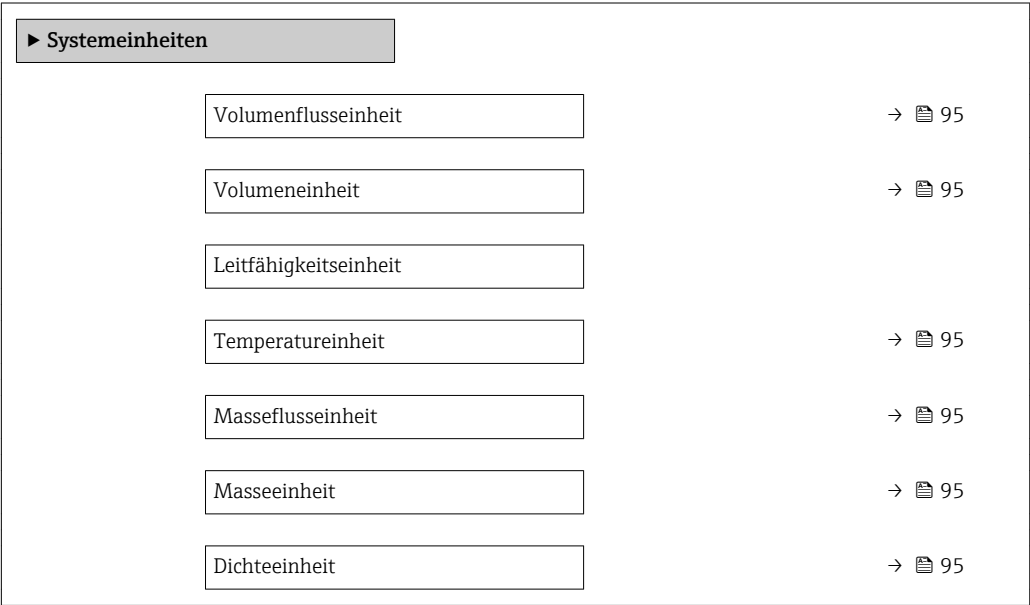 ► Systemeinheiten
Volumenflusseinheit → 95
Volumeneinheit → 95
Leitfähigkeitseinheit
Temperatureinheit → 95
Masseflusseinheit → 95
Masseeinheit → 95
Dichteeinheit → 95